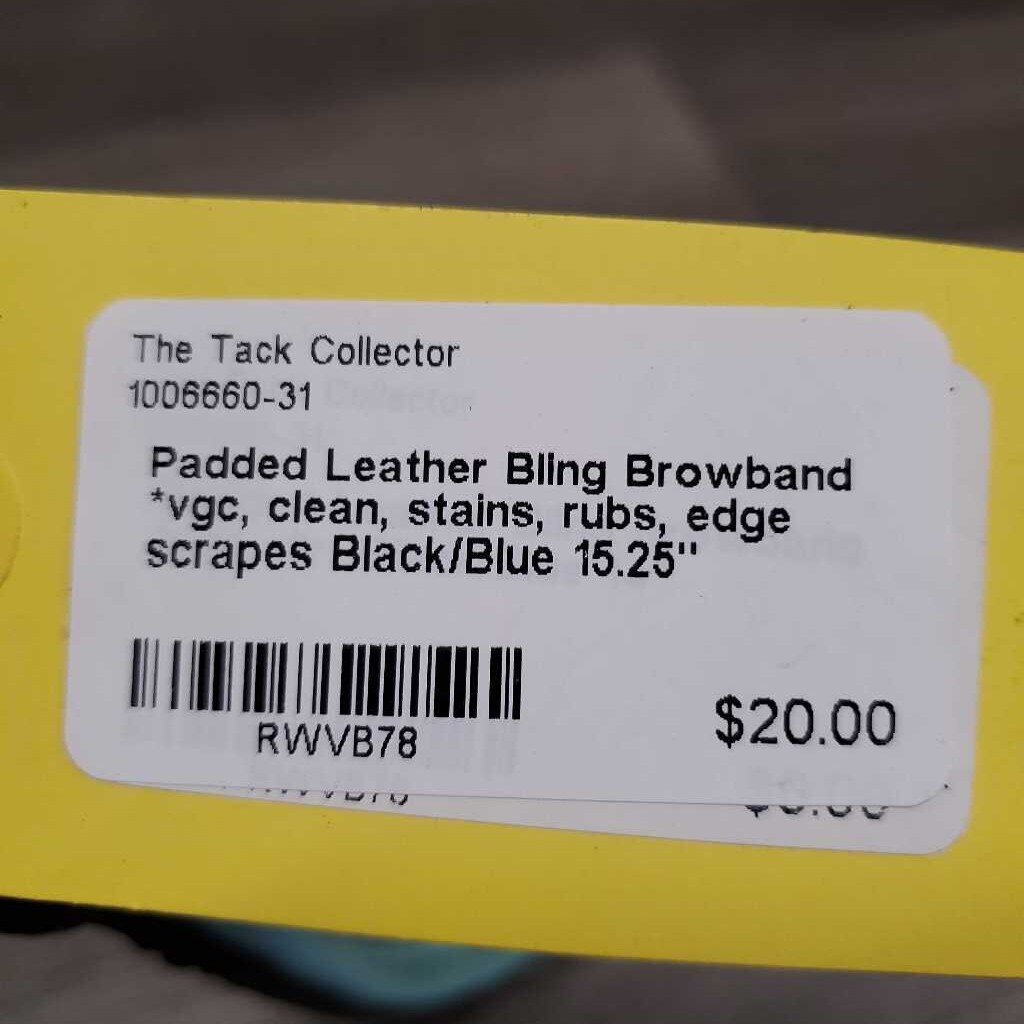 The Tack Collector
1006660-31
Padded Leather Bling Browband
*vgc, clean, stains, rubs, edge
scrapes Black/Blue 15.25"
RWVB78
$20.00